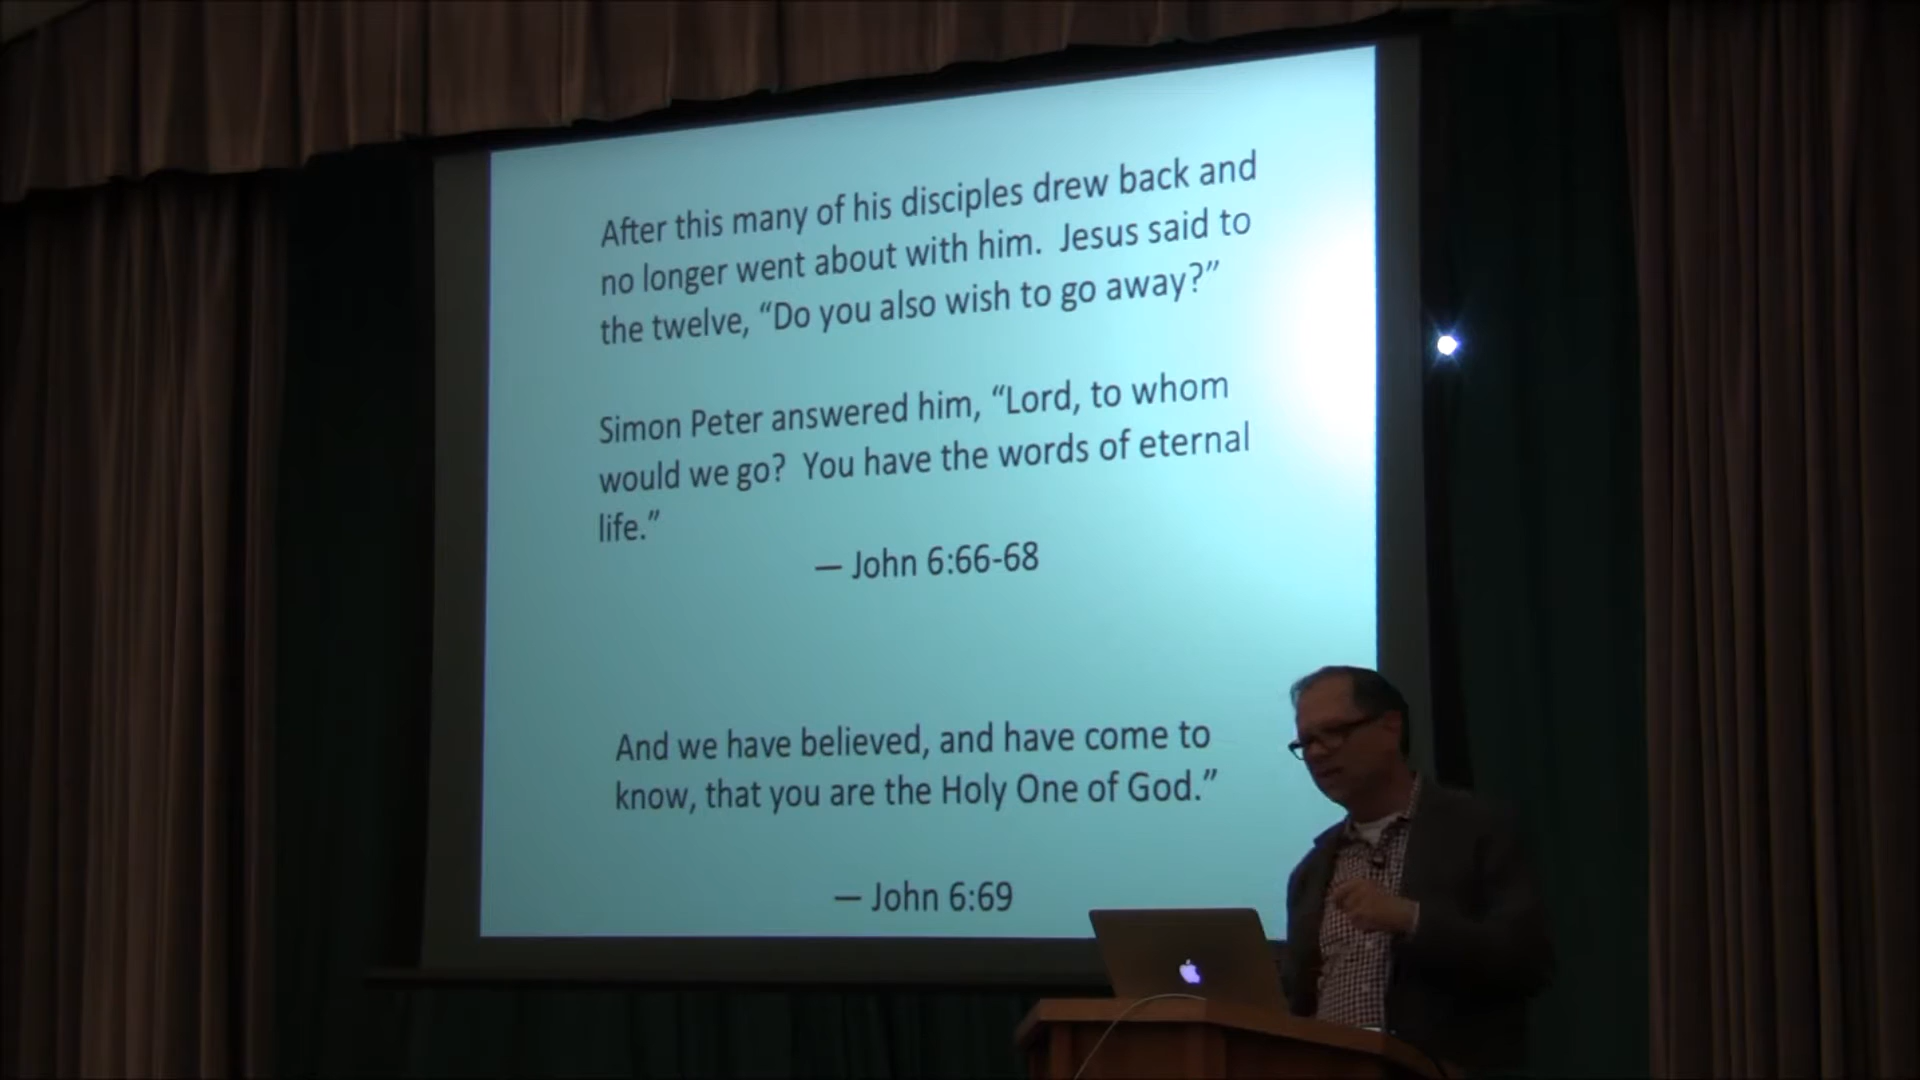 After this many of his disciples drew back and
no longer went about with him.  Jesus said to
the twelve, “Do you also wish to go away?”
Simon Peter answered him, “Lord, to whom
would we go?  You have the words of eternal
life.”
— John 6:66-68
And we have believed, and have come to
know, that you are the Holy One of God.”
— John 6:69